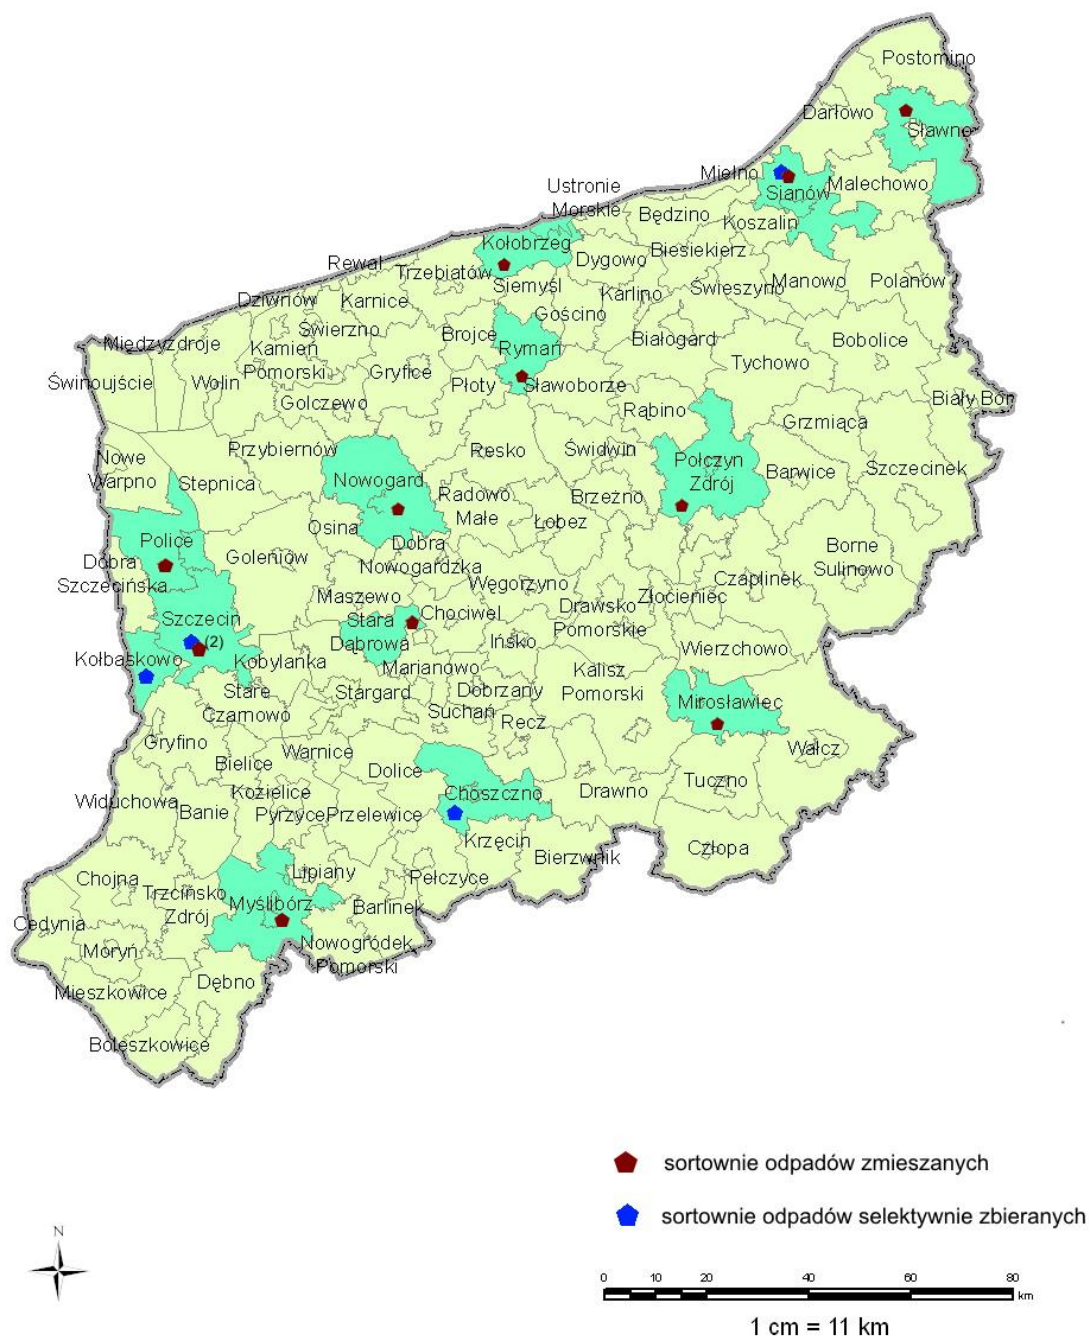 Postomino
Darłowo
Sławno
Mielno
Sianów
Malechowo
Ustronie
Morskie
Będzino
Koszalin
Kołobrzeg
Dygowo
Biesiekierz
Rewal
Trzebiatów
Siemyśl
Karlino
Świeszyno
Manowo
Polanów
Dziwnów
Karnice
Gościno
Świerzno
Brojce
Rymań
Białogard
Bobolice
Międzyzdroje
Kamień
Pomorski
Tychowo
Świnoujście
Wolin
Gryfice
Płoty
Sławoborze
Biały Bór
Golczewo
Rąbino
Grzmiąca
Przybiernów
Resko
Świdwin
Nowe
Warpno
Stepnica
Nowogard
Połczyn
Zdrój
Barwice
Szczecinek
Radowo
Małe
Brzeżno
Osina
Łobez
Police
Dobra
Nowogardzka
Borne
Sulinowo
Dobra
Szczecińska
Goleniów
Węgorzyno
Czaplinek
Maszewo
Chociwel
Drawsko
Pomorskie
Złocieniec
Szczecin
(2)
Stara
Dąbrowa
Ińsko
Wierzchowo
Kołbaskowo
Kobylanka
Marianowo
Kalisz
Pomorski
Stare
Czarnowo
Stargard
Dobrzany
Suchań
Recz
Mirosławiec
Gryfino
Warnice
Wałcz
Bielice
Dolice
Tuczno
Widuchowa
Kozielice
Choszczno
Drawno
Banie
Pyrzyce
Przelewice
Krzęcin
Bierzwnik
Człopa
Chojna
Trzcińsko
Zdrój
Lipiany
Pełczyce
Myślibórz
Barlinek
Cedynia
Moryń
Nowogródek
Pomorski
Mieszkowice
Dębno
Boleszkowice
sortownie odpadów zmieszanych
sortownie odpadów selektywnie zbieranych
N
0 10 20 40 60 80
km
1 cm = 11 km